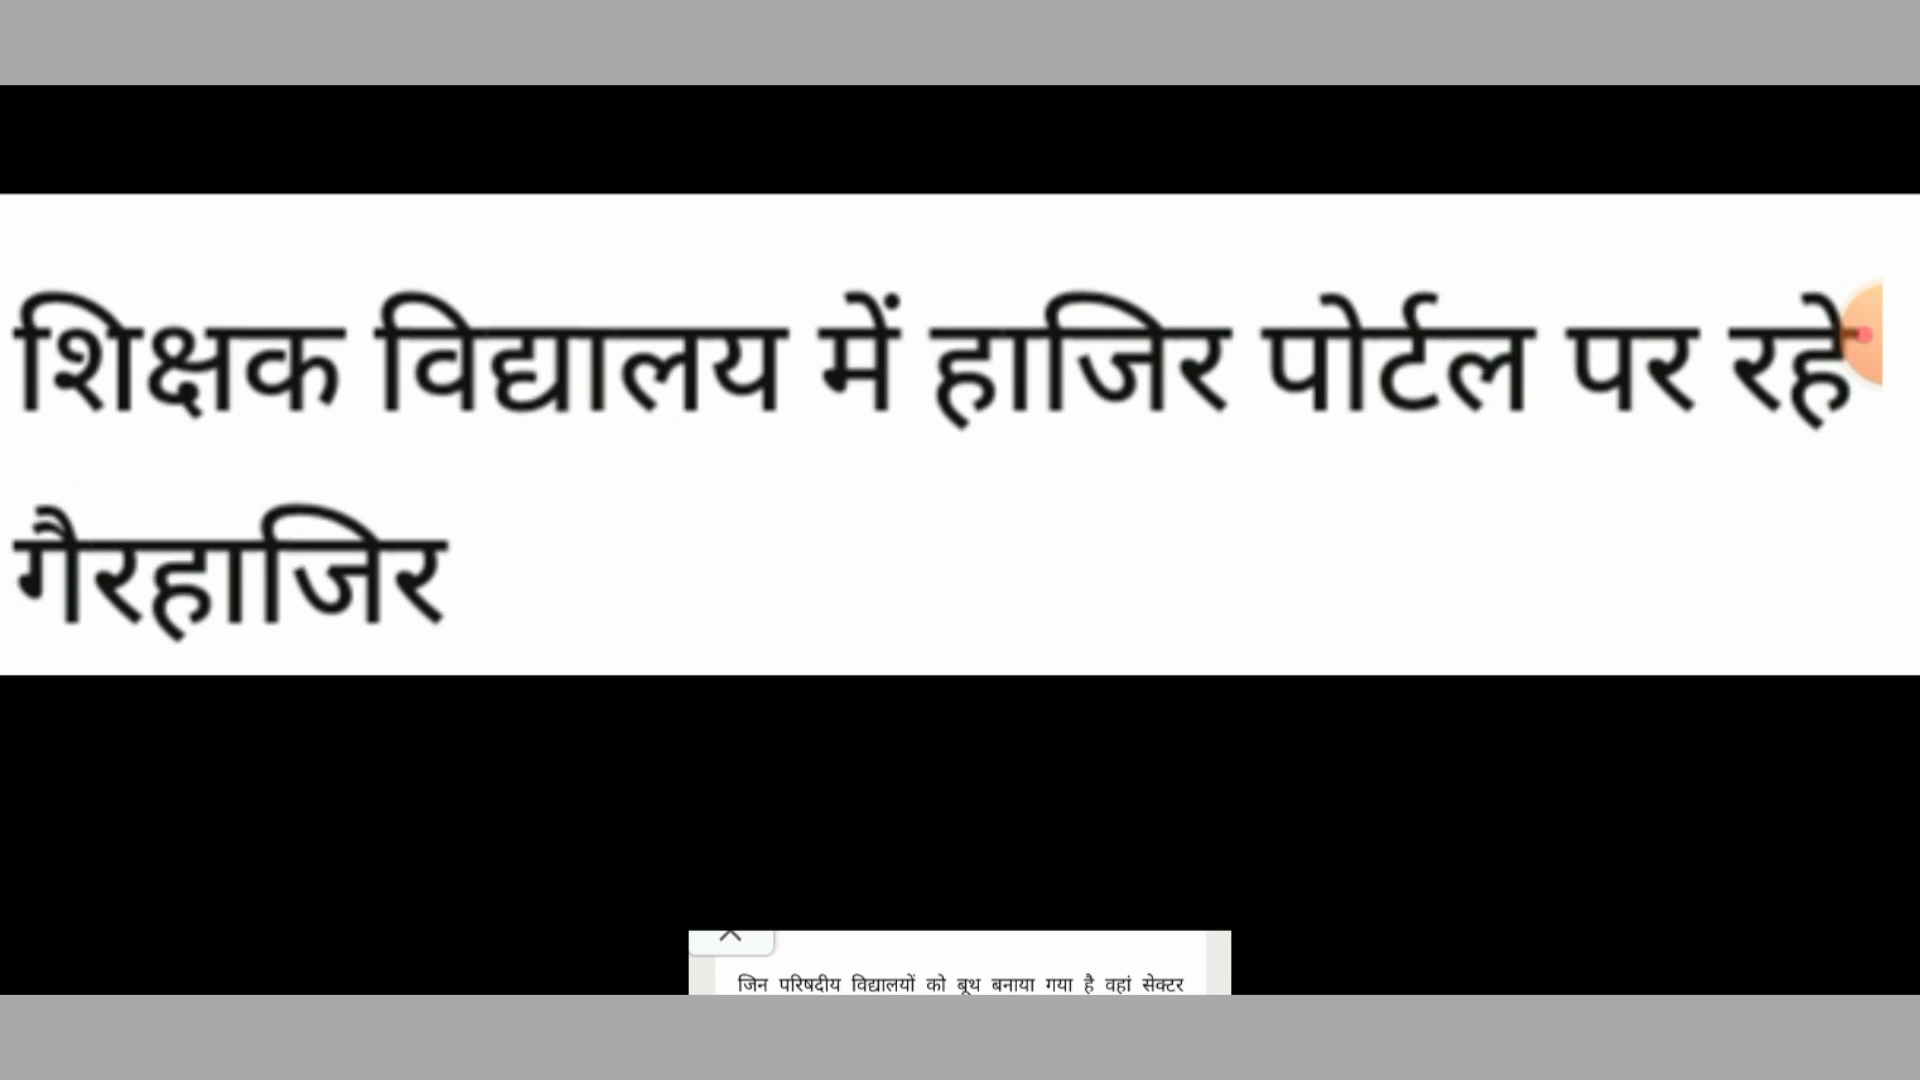 शिक्षक विद्यालय में हाजिर पोर्टल पर रहे
गैरहाजिर
जिन परिषदीय विद्यालयों को बूथ बनाया गया है वहां सेक्टर